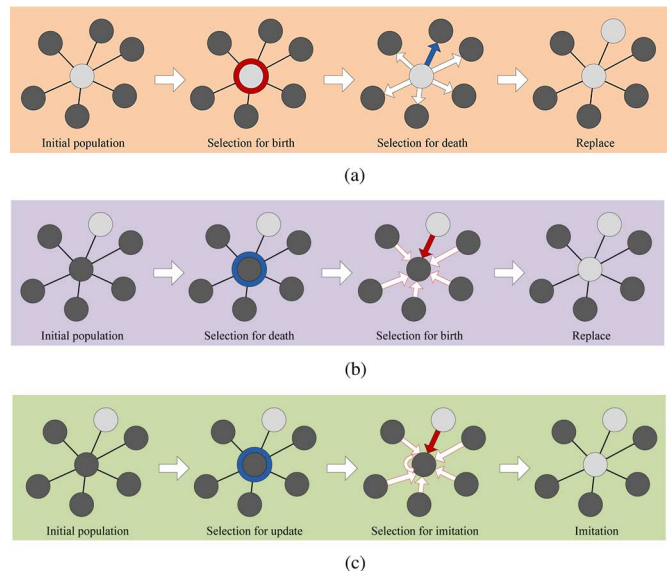 Initial population Selection for birth Selection for death Replace
(a)
Initial population Selection for death Selection for birth Replace
(b)
Initial population Selection for update Selection for imitation Imitation
(c)